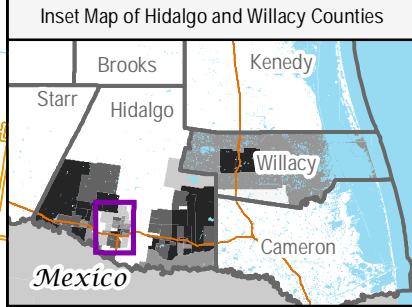 Inset Map of Hidalgo and Willacy Counties
Brooks
Kenedy
Starr
Hidalgo
Willacy
Cameron
Mexico